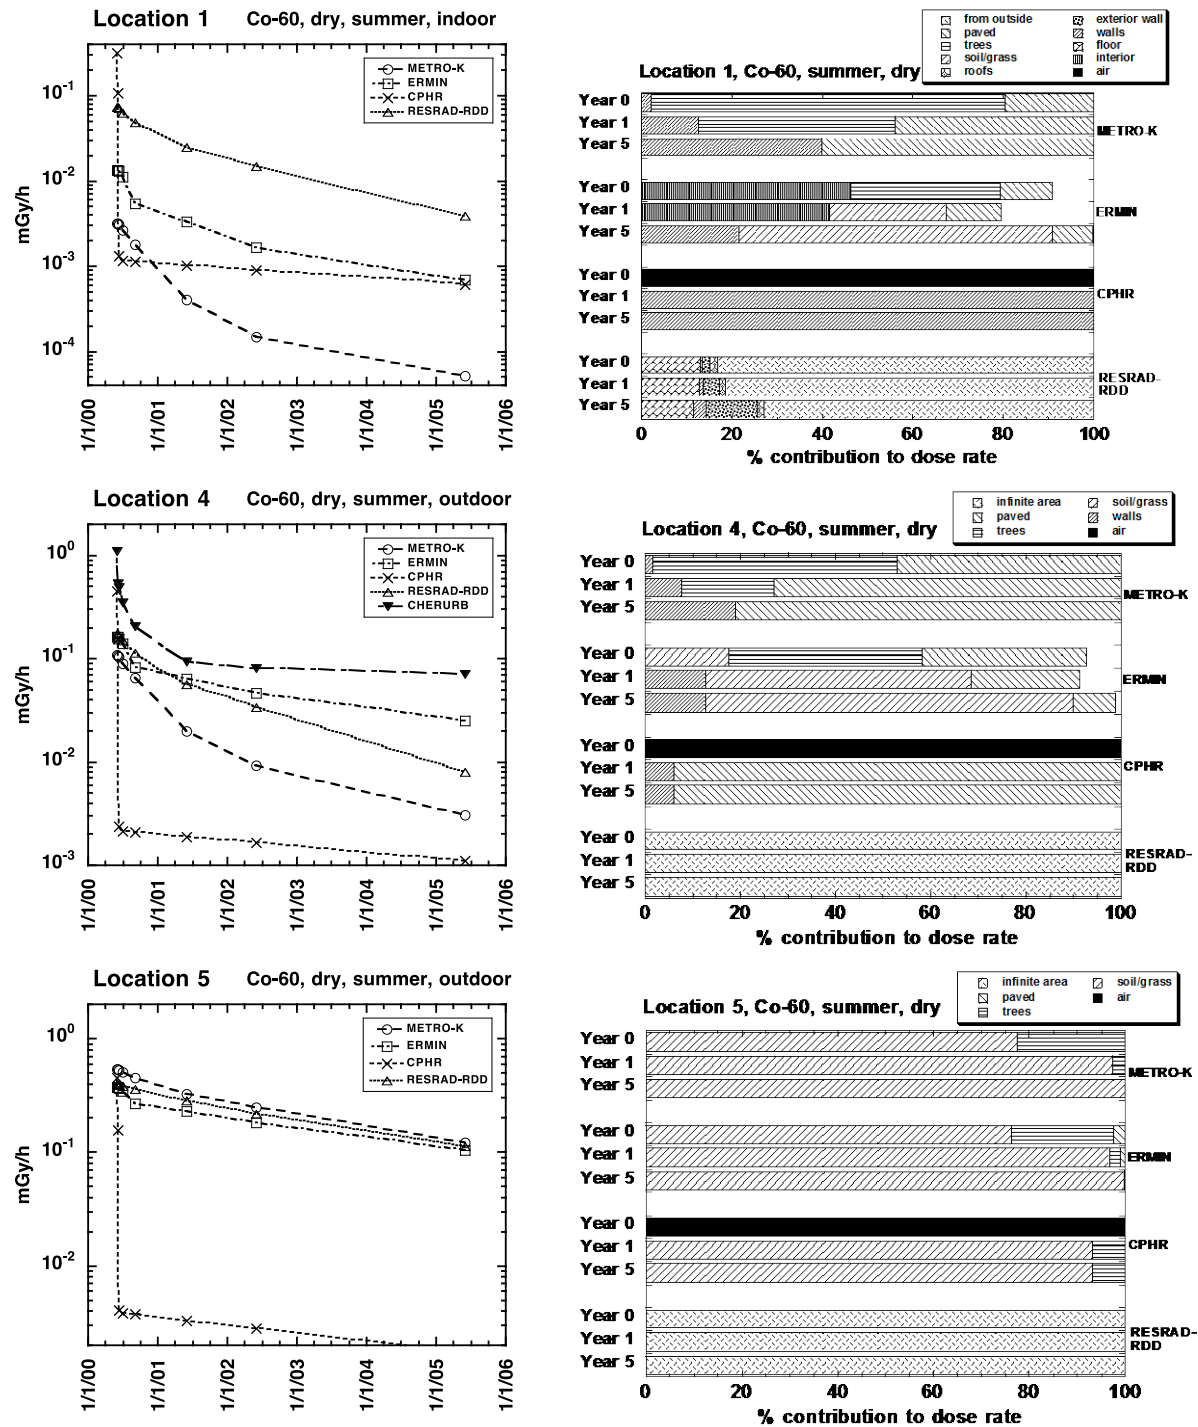 Location 1 Co-60, dry, summer, indoor
METRO-K
ERMIN
CPHR
RESRAD-RDD
mGy/h
10^-1
10^-2
10^-3
10^-4
1/1/00
1/1/01
1/1/02
1/1/03
1/1/04
1/1/05
1/1/06
from outside
paved
trees
soil/grass
roofs
exterior wall
walls
floor
interior
air
Location 1, Co-60, summer, dry
Year 0
Year 1
Year 5
METRO-K
Year 0
Year 1
Year 5
ERMIN
Year 0
Year 1
Year 5
CPHR
Year 0
Year 1
Year 5
RESRAD-
RDD
0 20 40 60 80 100
% contribution to dose rate
Location 4 Co-60, dry, summer, outdoor
METRO-K
ERMIN
CPHR
RESRAD-RDD
CHERURB
mGy/h
10^0
10^-1
10^-2
10^-3
1/1/00
1/1/01
1/1/02
1/1/03
1/1/04
1/1/05
1/1/06
infinite area
paved
trees
soil/grass
walls
air
Location 4, Co-60, summer, dry
Year 0
Year 1
Year 5
METRO-K
Year 0
Year 1
Year 5
ERMIN
Year 0
Year 1
Year 5
CPHR
Year 0
Year 1
Year 5
RESRAD-
RDD
0 20 40 60 80 100
% contribution to dose rate
Location 5 Co-60, dry, summer, outdoor
METRO-K
ERMIN
CPHR
RESRAD-RDD
mGy/h
10^0
10^-1
10^-2
1/1/00
1/1/01
1/1/02
1/1/03
1/1/04
1/1/05
1/1/06
infinite area
paved
trees
soil/grass
air
Location 5, Co-60, summer, dry
Year 0
Year 1
Year 5
METRO-K
Year 0
Year 1
Year 5
ERMIN
Year 0
Year 1
Year 5
CPHR
Year 0
Year 1
Year 5
RESRAD-
RDD
0 20 40 60 80 100
% contribution to dose rate